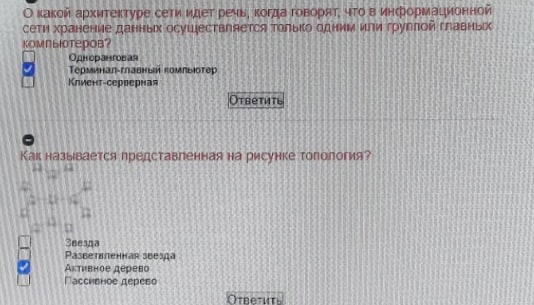 О какой архитектуре сети идет речь, когда говорят, что в информационной
сети хранение данных осуществляется только одним или группой главных
компьютеров?
Одноранговая
Терминал-главный компьютер
Клиент-серверная
Ответить
Как называется представленная на рисунке топология?
Звезда
Разветвленная звезда
Активное дерево
Пассивное дерево
Ответить